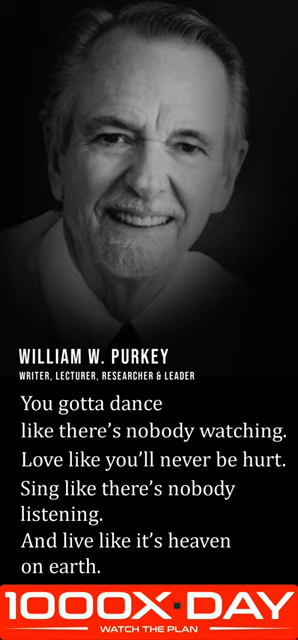 WILLIAM W. PURKEY
WRITER, LECTURER, RESEARCHER & LEADER
You gotta dance
like there’s nobody watching.
Love like you’ll never be hurt.
Sing like there’s nobody
listening.
And live like it’s heaven
on earth.
1000X·DAY
WATCH THE PLAN